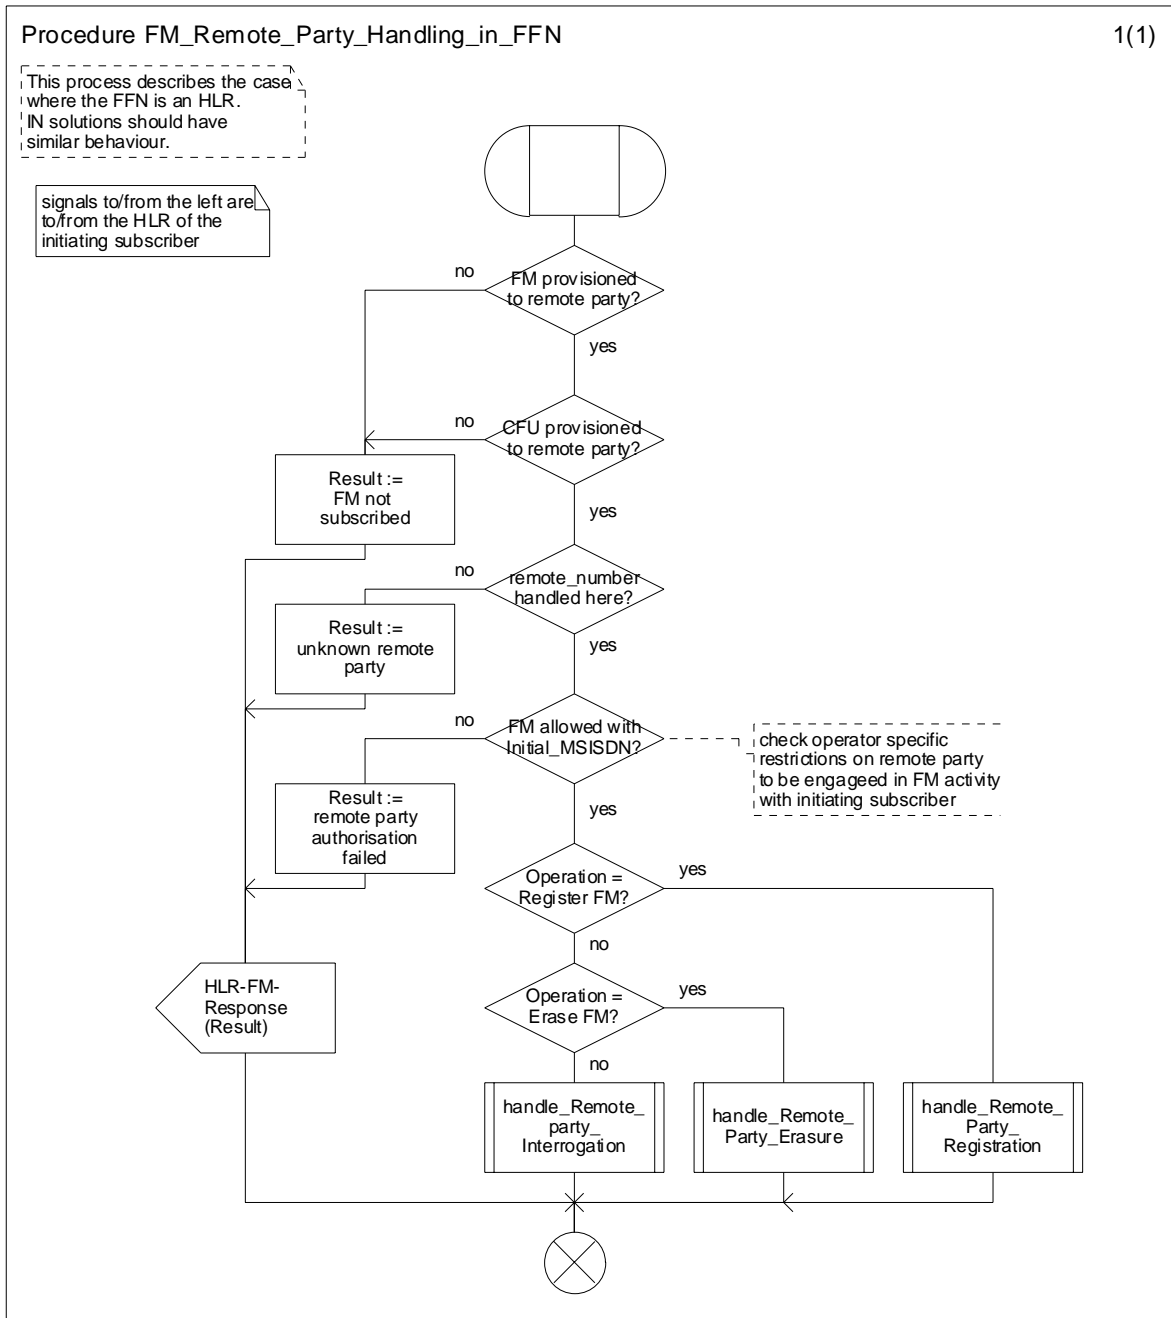 Procedure FM_Remote_Party_Handling_in_FFN
1(1)
This process describes the case
where the FFN is an HLR.
IN solutions should have
similar behaviour.
signals to/from the left are
to/from the HLR of the
initiating subscriber
no
FM provisioned
to remote party?
yes
no
CFU provisioned
to remote party?
Result :=
FM not
subscribed
yes
no
remote_number
handled here?
Result :=
unknown remote
party
yes
no
FM allowed with
Initial_MSISDN?
check operator specific
restrictions on remote party
to be engageed in FM activity
with initiating subscriber
Result :=
remote party
authorisation
failed
yes
Operation =
Register FM?
yes
no
HLR-FM-
Response
(Result)
Operation =
Erase FM?
yes
no
handle_Remote_
party_
Interrogation
handle_Remote_
Party_Erasure
handle_Remote_
Party_
Registration